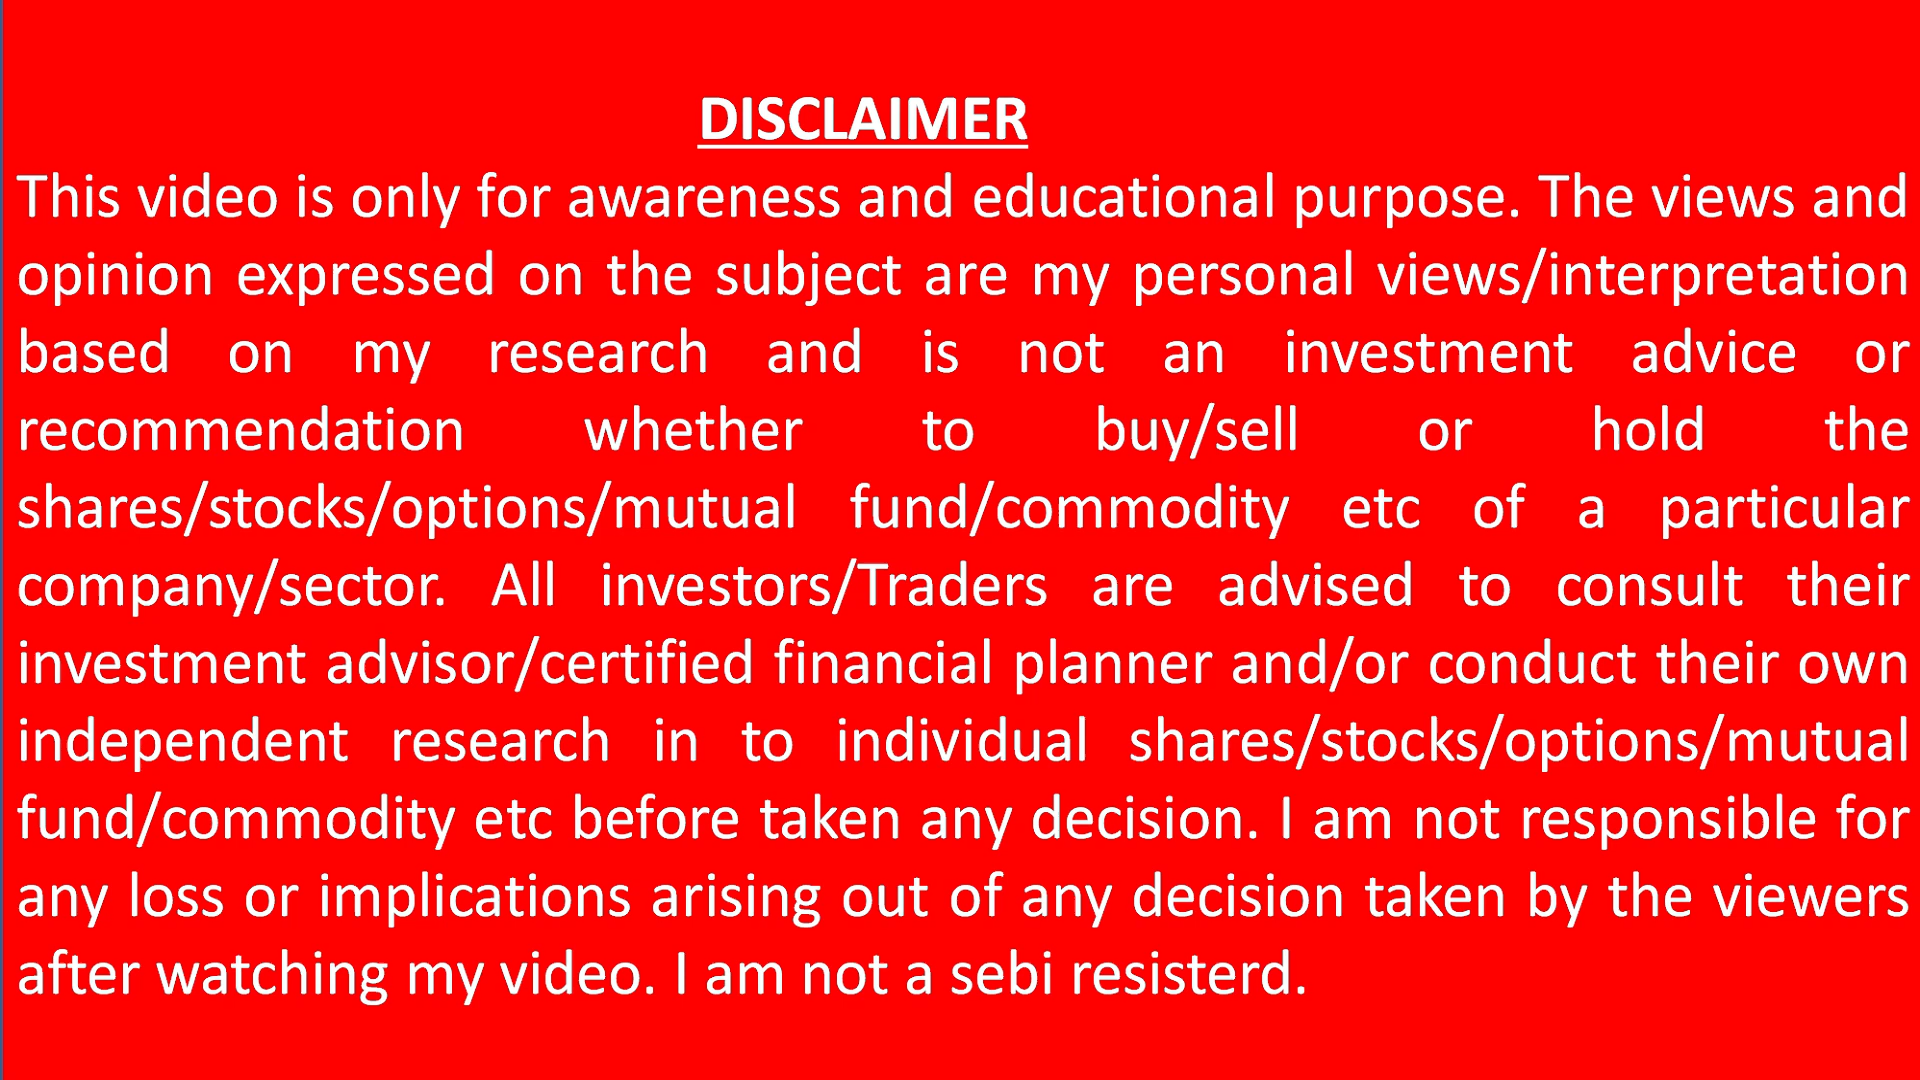 DISCLAIMER
This video is only for awareness and educational purpose. The views and
opinion expressed on the subject are my personal views/interpretation
based on my research and is not an investment advice or
recommendation whether to buy/sell or hold the
shares/stocks/options/mutual fund/commodity etc of a particular
company/sector. All investors/Traders are advised to consult their
investment advisor/certified financial planner and/or conduct their own
independent research in to individual shares/stocks/options/mutual
fund/commodity etc before taken any decision. I am not responsible for
any loss or implications arising out of any decision taken by the viewers
after watching my video. I am not a sebi resisterd.